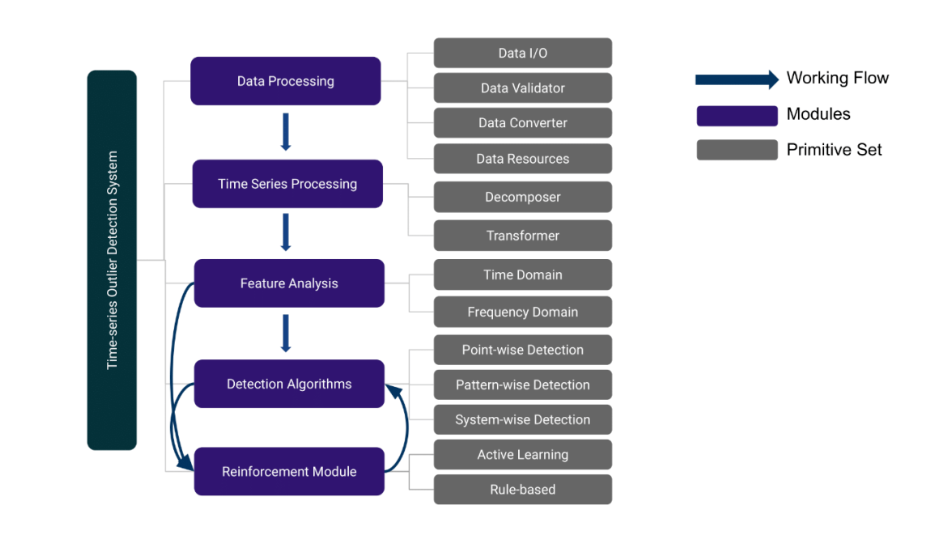 Time-series Outlier Detection System
Data Processing
Data I/O
Data Validator
Data Converter
Data Resources
Time Series Processing
Decomposer
Transformer
Feature Analysis
Time Domain
Frequency Domain
Detection Algorithms
Point-wise Detection
Pattern-wise Detection
System-wise Detection
Reinforcement Module
Active Learning
Rule-based
Working Flow
Modules
Primitive Set